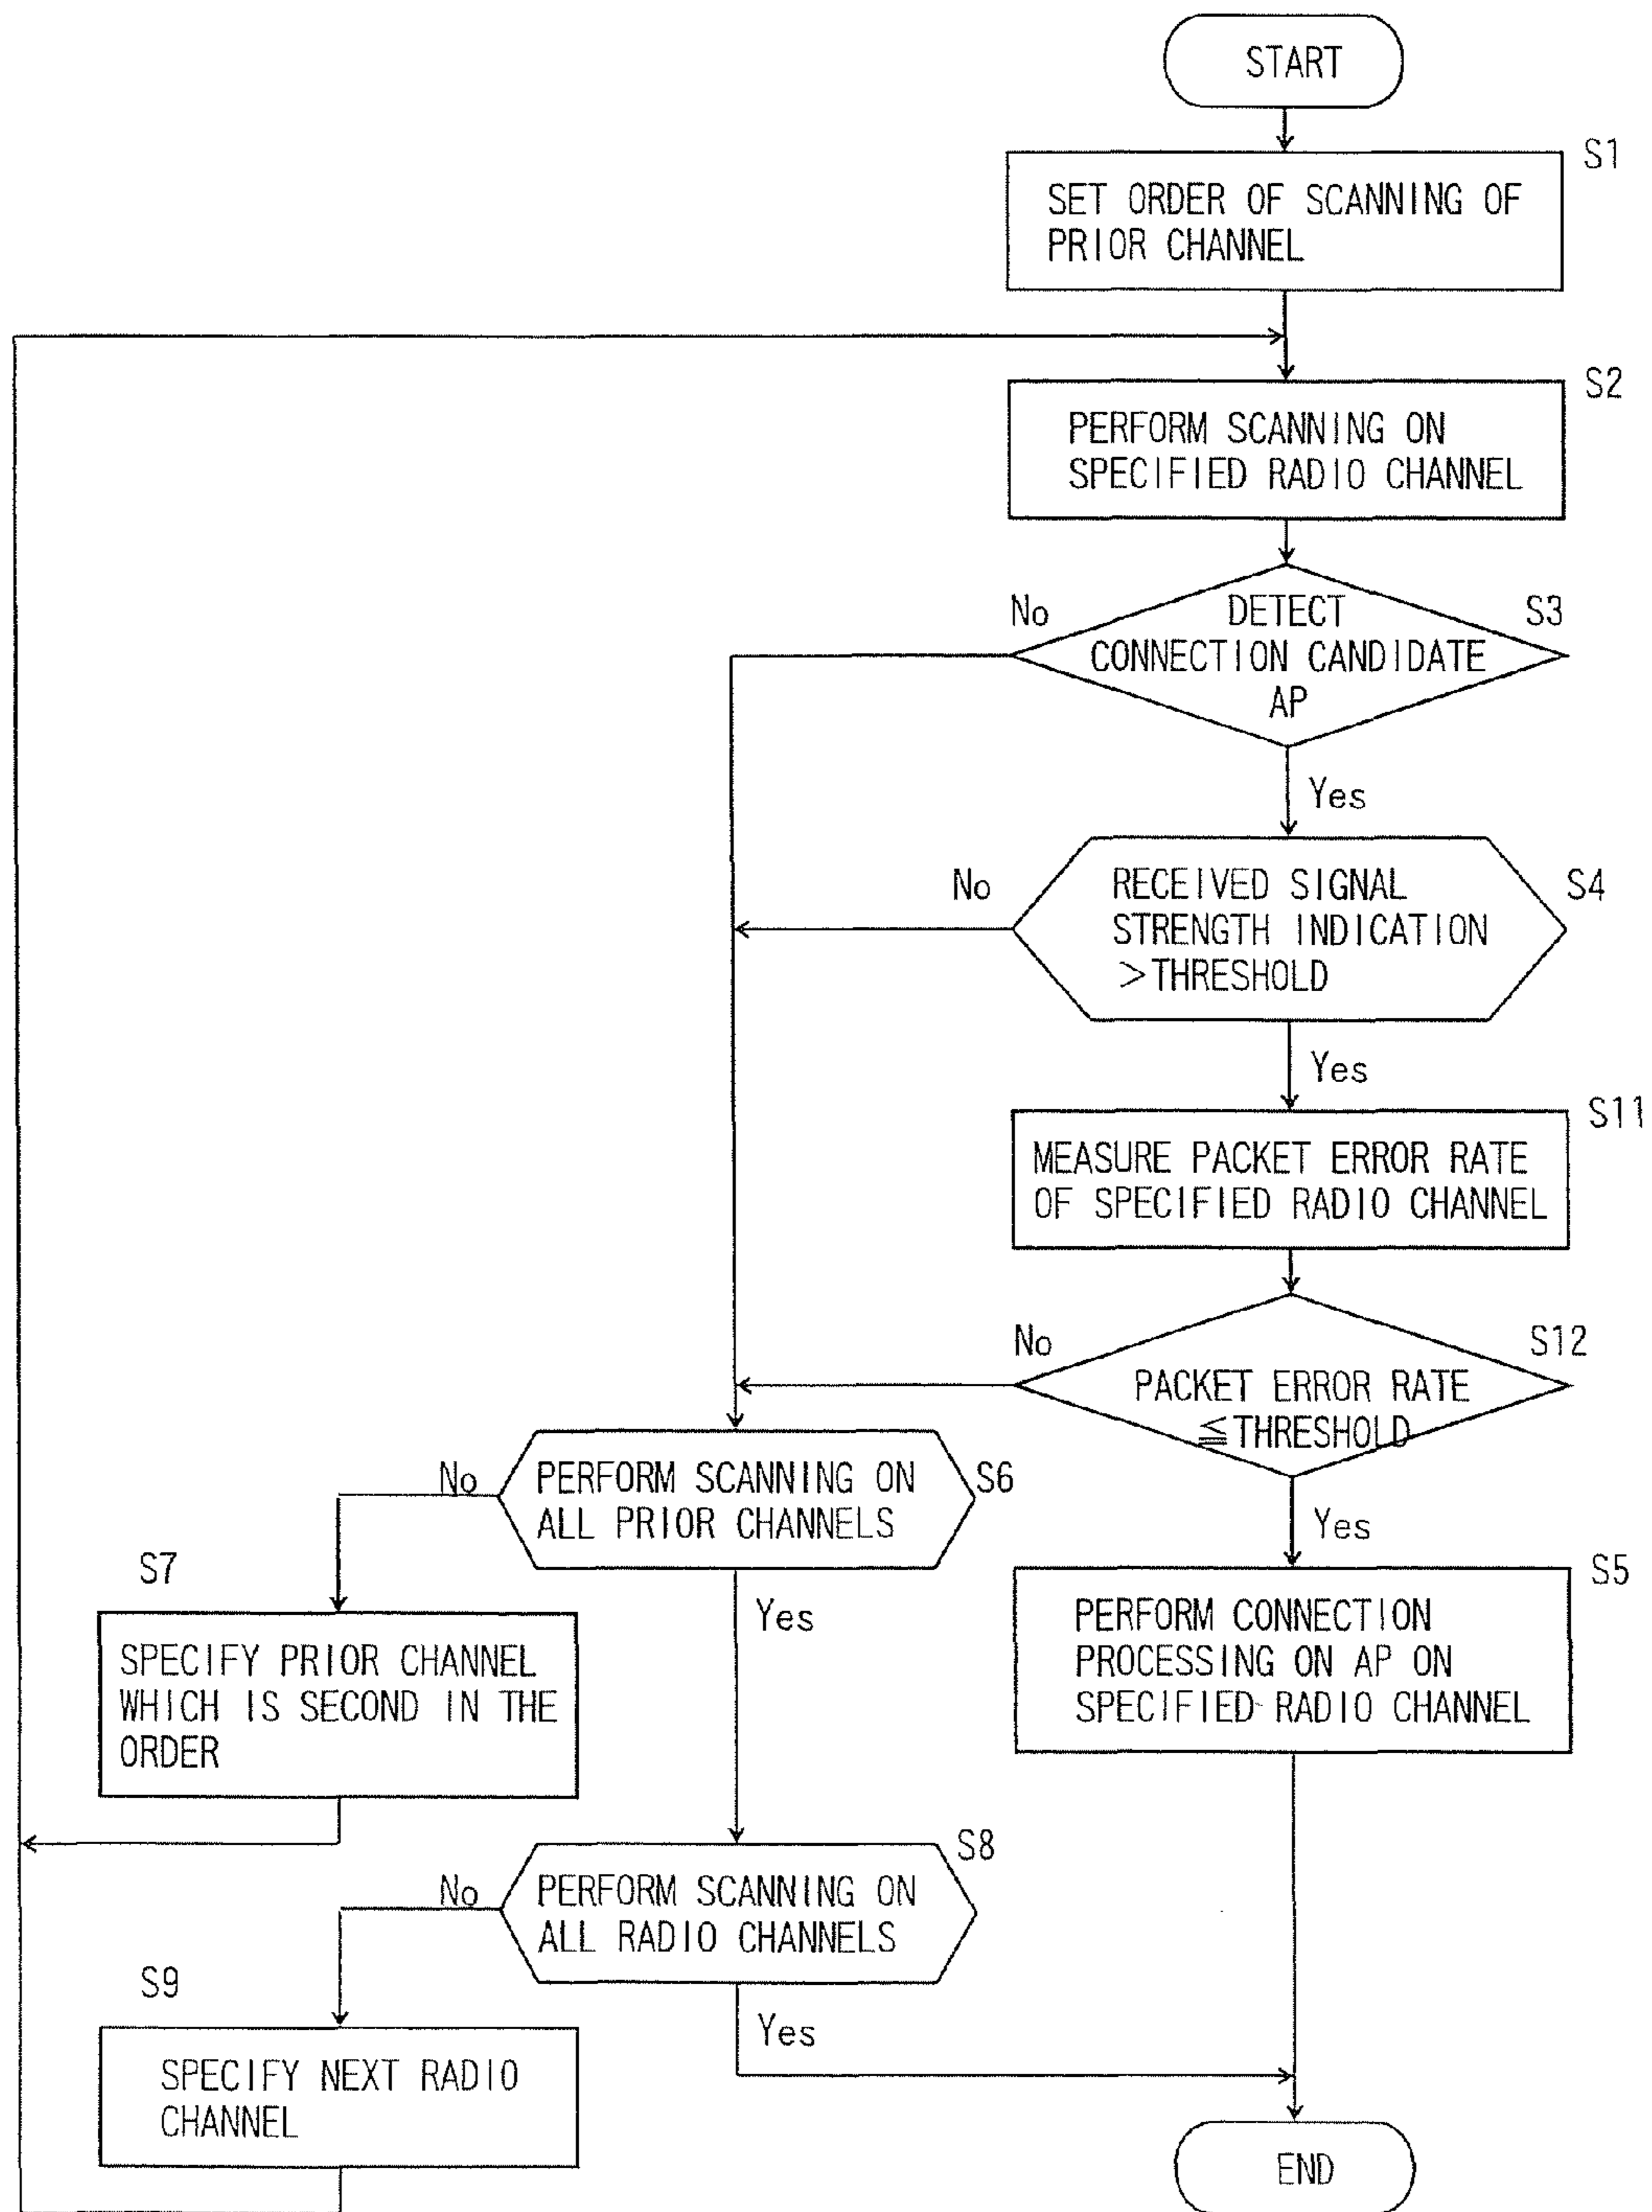 START
S1
SET ORDER OF SCANNING OF
PRIOR CHANNEL
S2
PERFORM SCANNING ON
SPECIFIED RADIO CHANNEL
No
S3
DETECT
CONNECTION CANDIDATE
AP
Yes
No
S4
RECEIVED SIGNAL
STRENGTH INDICATION
>THRESHOLD
Yes
S11
MEASURE PACKET ERROR RATE
OF SPECIFIED RADIO CHANNEL
No
S12
PACKET ERROR RATE
≦THRESHOLD
Yes
No
S6
PERFORM SCANNING ON
ALL PRIOR CHANNELS
Yes
S7
SPECIFY PRIOR CHANNEL
WHICH IS SECOND IN THE
ORDER
S5
PERFORM CONNECTION
PROCESSING ON AP ON
SPECIFIED RADIO CHANNEL
No
S8
PERFORM SCANNING ON
ALL RADIO CHANNELS
Yes
S9
SPECIFY NEXT RADIO
CHANNEL
END